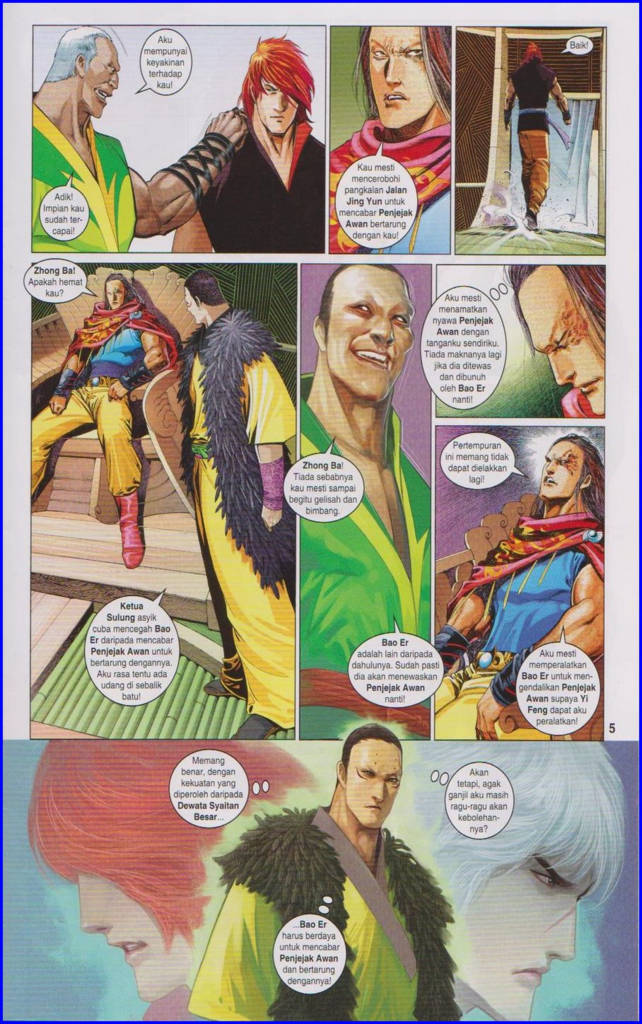 Aku
mempunyai
keyakinan
terhadap
kau!
Adik!
Impian kau
sudah ter-
capai!
Kau mesti
mencerobohi
pangkalan Jalan
Jing Yun untuk
mencabar Penjejak
Awan bertarung
dengan kau!
Baik!
Zhong Ba!
Apakah hemat
kau?
Ketua
Sulung asyik
cuba mencegah Bao
Er daripada mencabar
Penjejak Awan untuk
bertarung dengannya.
Aku rasa tentu ada
udang di sebalik
batu!
Zhong Ba!
Tiada sebabnya
kau mesti sampai
begitu gelisah dan
bimbang.
Bao Er
adalah lain daripada
dahulunya. Sudah pasti
dia akan menewaskan
Penjejak Awan
nanti!
Aku mesti
menamatkan
nyawa Penjejak
Awan dengan
tanganku sendiriku.
Tiada maknanya lagi
jika dia ditewas
dan dibunuh
oleh Bao Er
nanti!
Pertempuran
ini memang tidak
dapat dielakkan
lagi!
Aku mesti
memperalatkan
Bao Er untuk men-
gendalikan Penjejak
Awan supaya Yi
Feng dapat aku
peralatkan!
5
Memang
benar, dengan
kekuatan yang
diperoleh daripada
Dewata Syaitan
Besar...
...Bao Er
harus berdaya
untuk mencabar
Penjejak Awan
dan bertarung
dengannya!
Akan
tetapi, agak
ganjil aku masih
ragu-ragu akan
kebolehan-
nya?